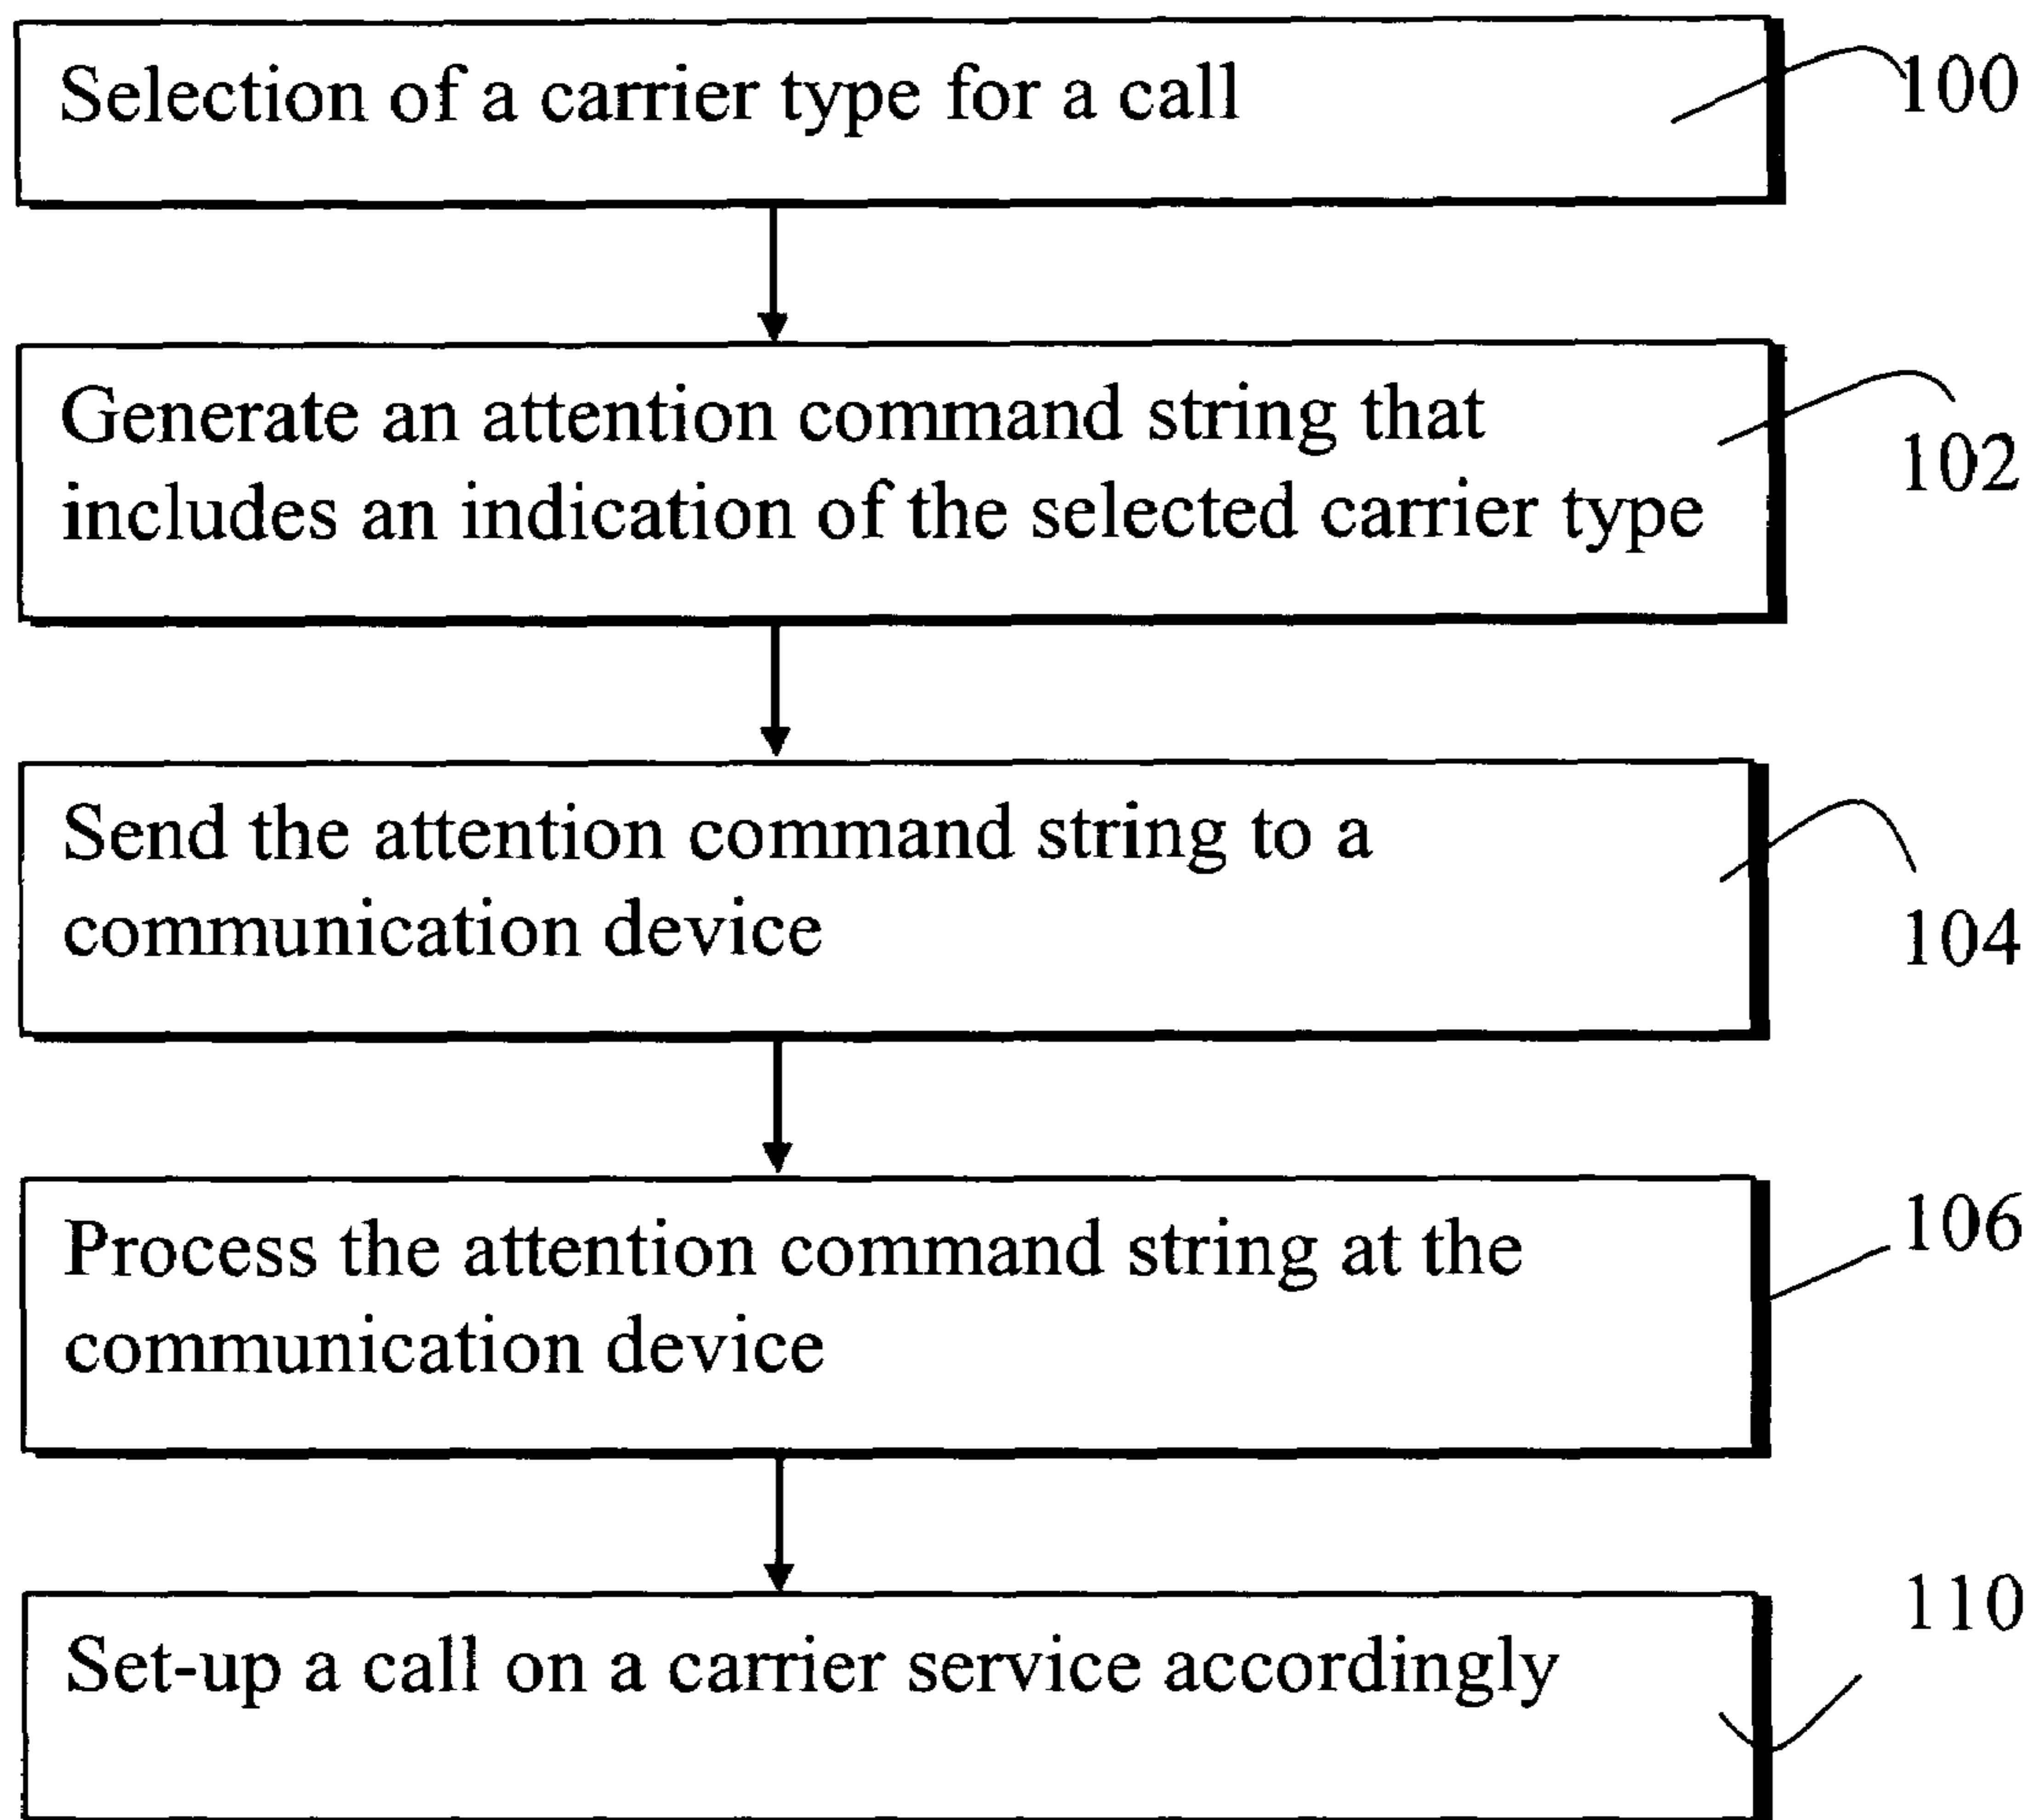 Selection of a carrier type for a call
100
Generate an attention command string that
includes an indication of the selected carrier type
102
Send the attention command string to a
communication device
104
Process the attention command string at the
communication device
106
Set-up a call on a carrier service accordingly
110